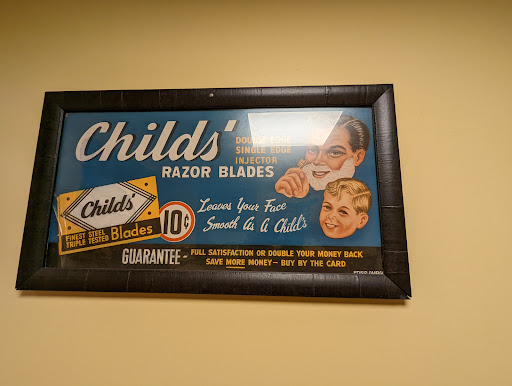 Childs'
DOUBLE EDGE
SINGLE EDGE
INJECTOR
RAZOR BLADES
Childs'
FINEST STEEL
TRIPLE TESTED Blades
10¢
Leaves Your Face
Smooth As A Child's
GUARANTEE - FULL SATISFACTION OR DOUBLE YOUR MONEY BACK
SAVE MORE MONEY - BUY BY THE CARD